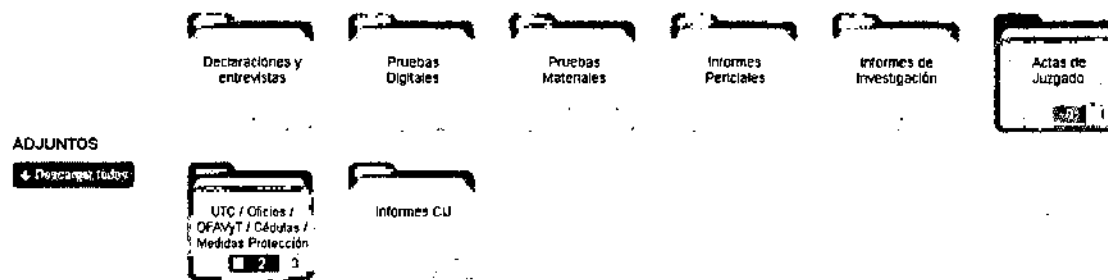 Declaraciones y
entrevistas
Pruebas
Digitales
Pruebas
Materiales
Informes
Periciales
Informes de
Investigación
Actas de
Juzgado
ADJUNTOS
Descargar todos
UTC / Oficios /
OFAVyT / Cédulas /
Medidas Protección
2 3
Informes CIJ